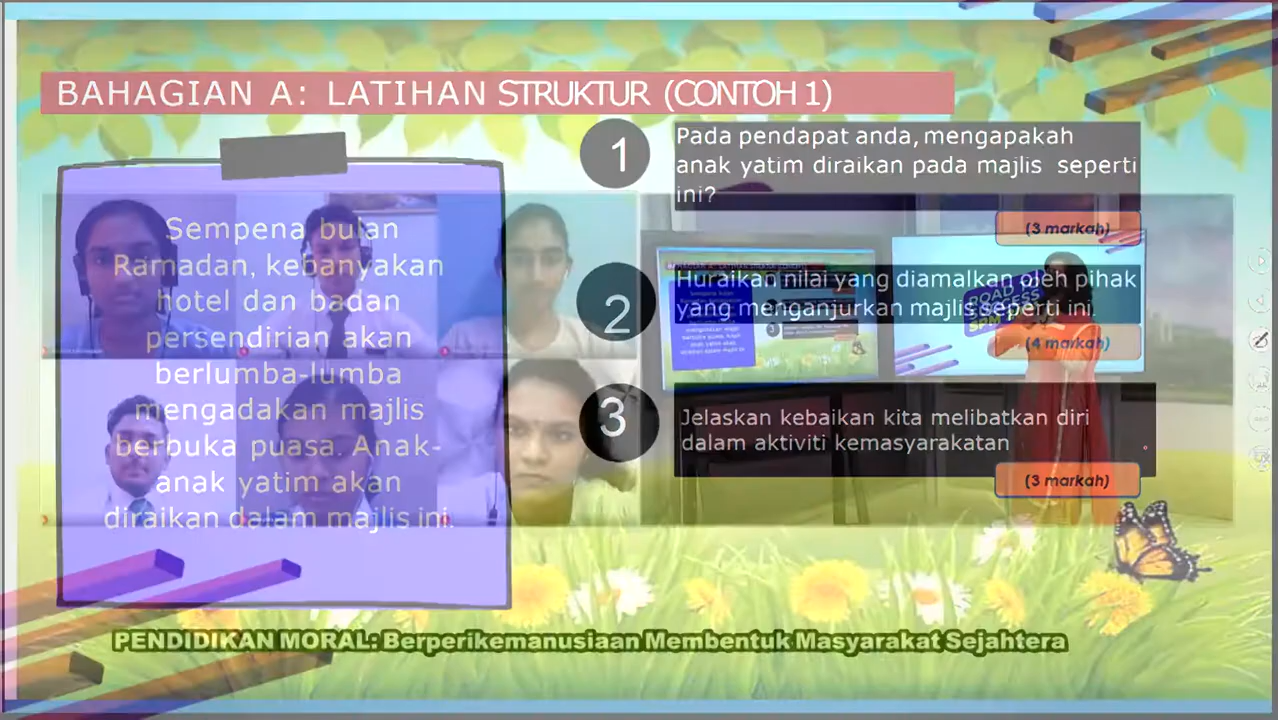 BAHAGIAN A: LATIHAN STRUKTUR (CONTOH 1)
Sempena bulan
Ramadan, kebanyakan
hotel dan badan
persendirian akan
berlumba-lumba
mengadakan majlis
berbuka puasa. Anak-
anak yatim akan
diraikan dalam majlis ini.
1
Pada pendapat anda, mengapakah
anak yatim diraikan pada majlis seperti
ini?
(3 markah)
2
Huraikan nilai yang diamalkan oleh pihak
yang menganjurkan majlis seperti ini.
(4 markah)
3
Jelaskan kebaikan kita melibatkan diri
dalam aktiviti kemasyarakatan
(3 markah)
ROAD
SUCCESS
SPM
PENDIDIKAN MORAL: Berperikemanusiaan Membentuk Masyarakat Sejahtera